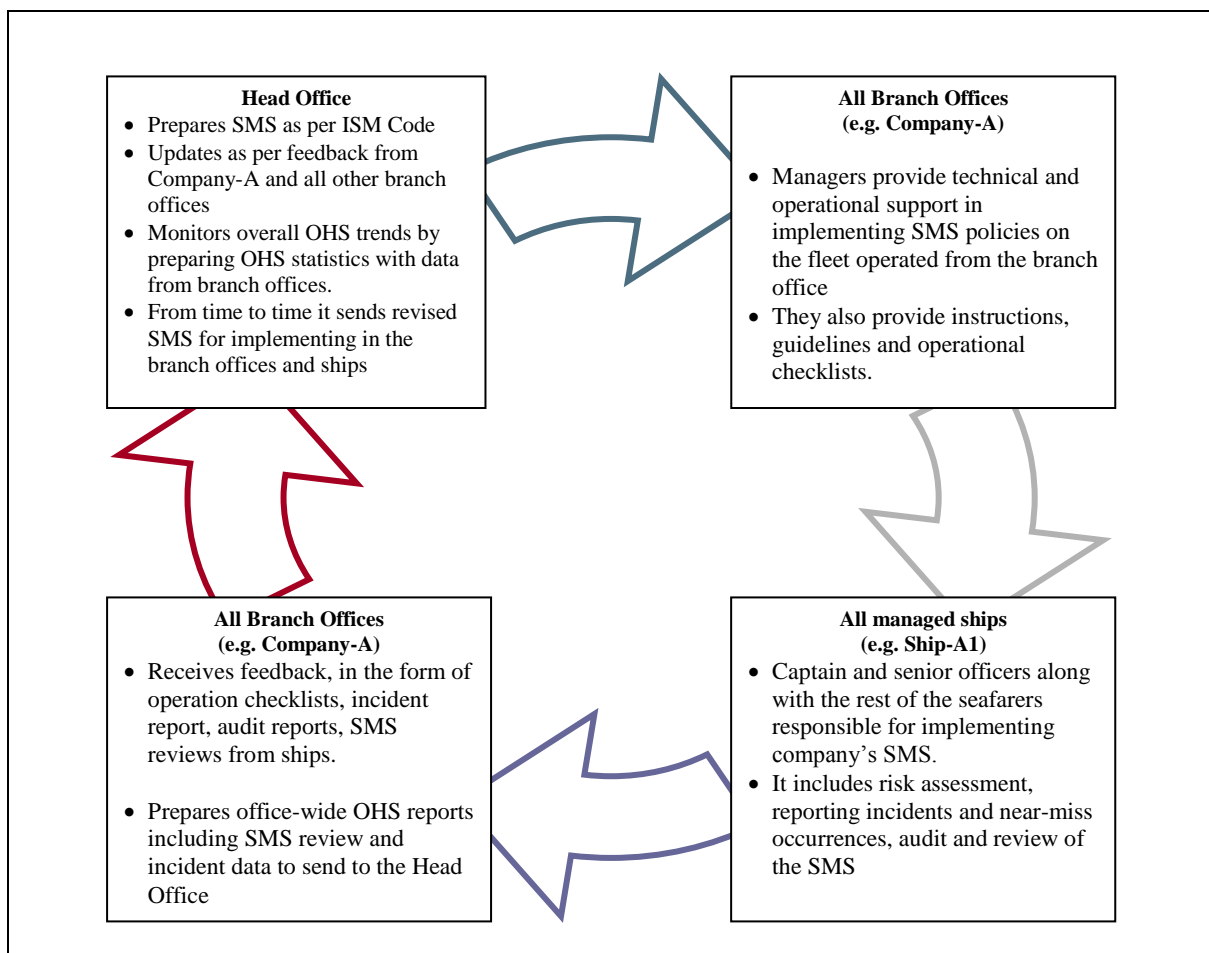 Head Office
• Prepares SMS as per ISM Code
• Updates as per feedback from
Company-A and all other branch
offices
• Monitors overall OHS trends by
preparing OHS statistics with data
from branch offices.
• From time to time it sends revised
SMS for implementing in the
branch offices and ships
All Branch Offices
(e.g. Company-A)
• Managers provide technical and
operational support in
implementing SMS policies on
the fleet operated from the branch
office
• They also provide instructions,
guidelines and operational
checklists.
All Branch Offices
(e.g. Company-A)
• Receives feedback, in the form of
operation checklists, incident
report, audit reports, SMS
reviews from ships.
• Prepares office-wide OHS reports
including SMS review and
incident data to send to the Head
Office
All managed ships
(e.g. Ship-A1)
• Captain and senior officers along
with the rest of the seafarers
responsible for implementing
company’s SMS.
• It includes risk assessment,
reporting incidents and near-miss
occurrences, audit and review of
the SMS